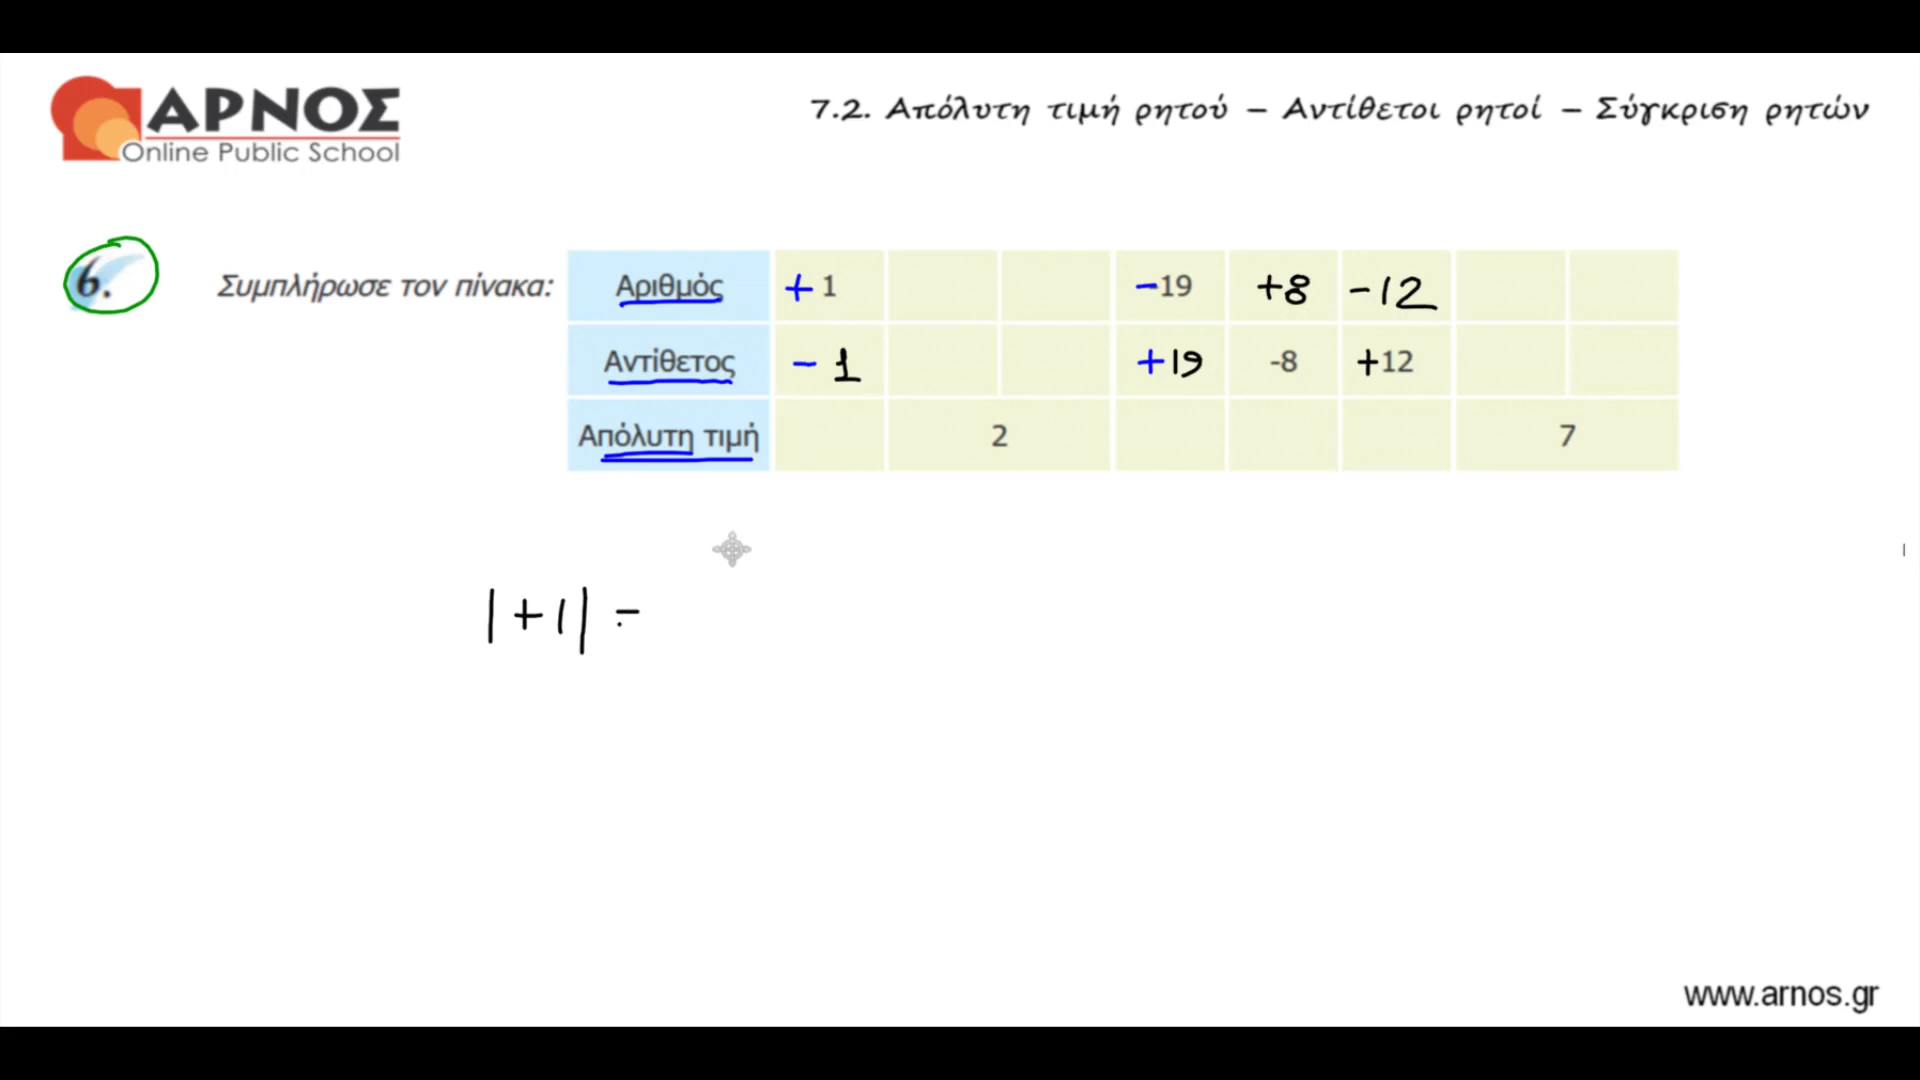 ΑΡΝΟΣ
Online Public School
7.2. Απόλυτη τιμή ρητού – Αντίθετοι ρητοί – Σύγκριση ρητών
6. Συμπλήρωσε τον πίνακα:
Αριθμός + 1 -19 +8 -12
Αντίθετος - 1 +19 -8 +12
Απόλυτη τιμή 2 7
|+1| =
www.arnos.gr